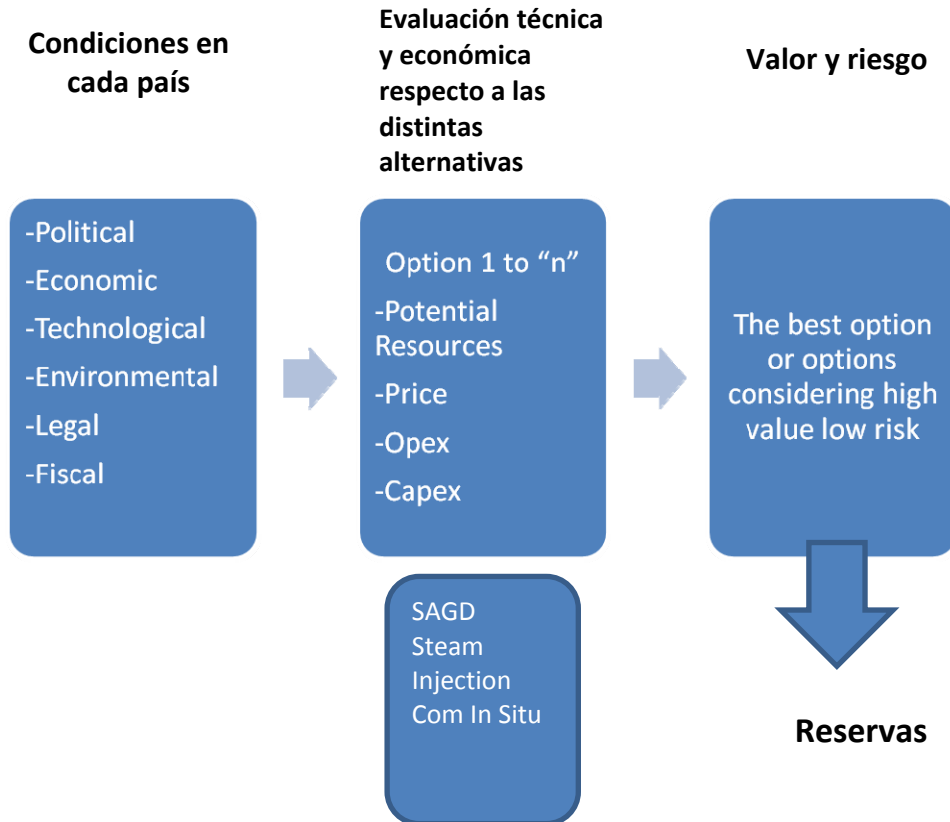 Condiciones en
cada país
Evaluación técnica
y económica
respecto a las
distintas
alternativas
Valor y riesgo
-Political
-Economic
-Technological
-Environmental
-Legal
-Fiscal
Option 1 to “n”
-Potential
Resources
-Price
-Opex
-Capex
The best option
or options
considering high
value low risk
SAGD
Steam
Injection
Com In Situ
Reservas